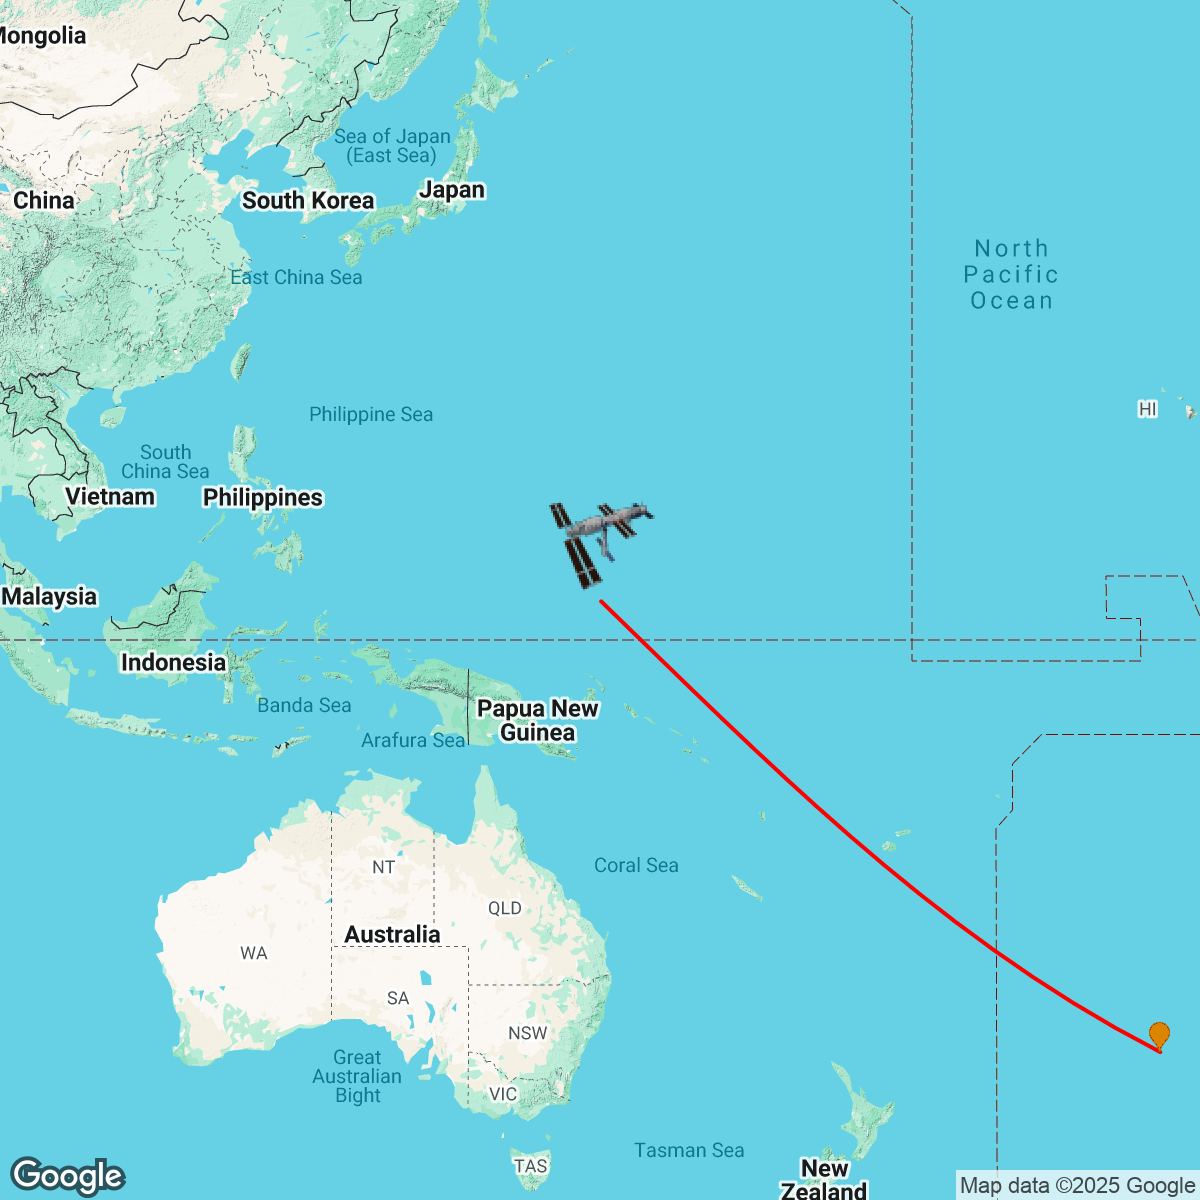 Mongolia
Sea of Japan
(East Sea)
China
South Korea
Japan
North
Pacific
Ocean
East China Sea
HI
Philippine Sea
South
China Sea
Vietnam
Philippines
Malaysia
Indonesia
Banda Sea
Papua New
Guinea
Arafura Sea
NT
Coral Sea
QLD
Australia
WA
SA
NSW
Great
Australian
Bight
VIC
Tasman Sea
TAS
New
Zealand
Google
Map data ©2025 Google